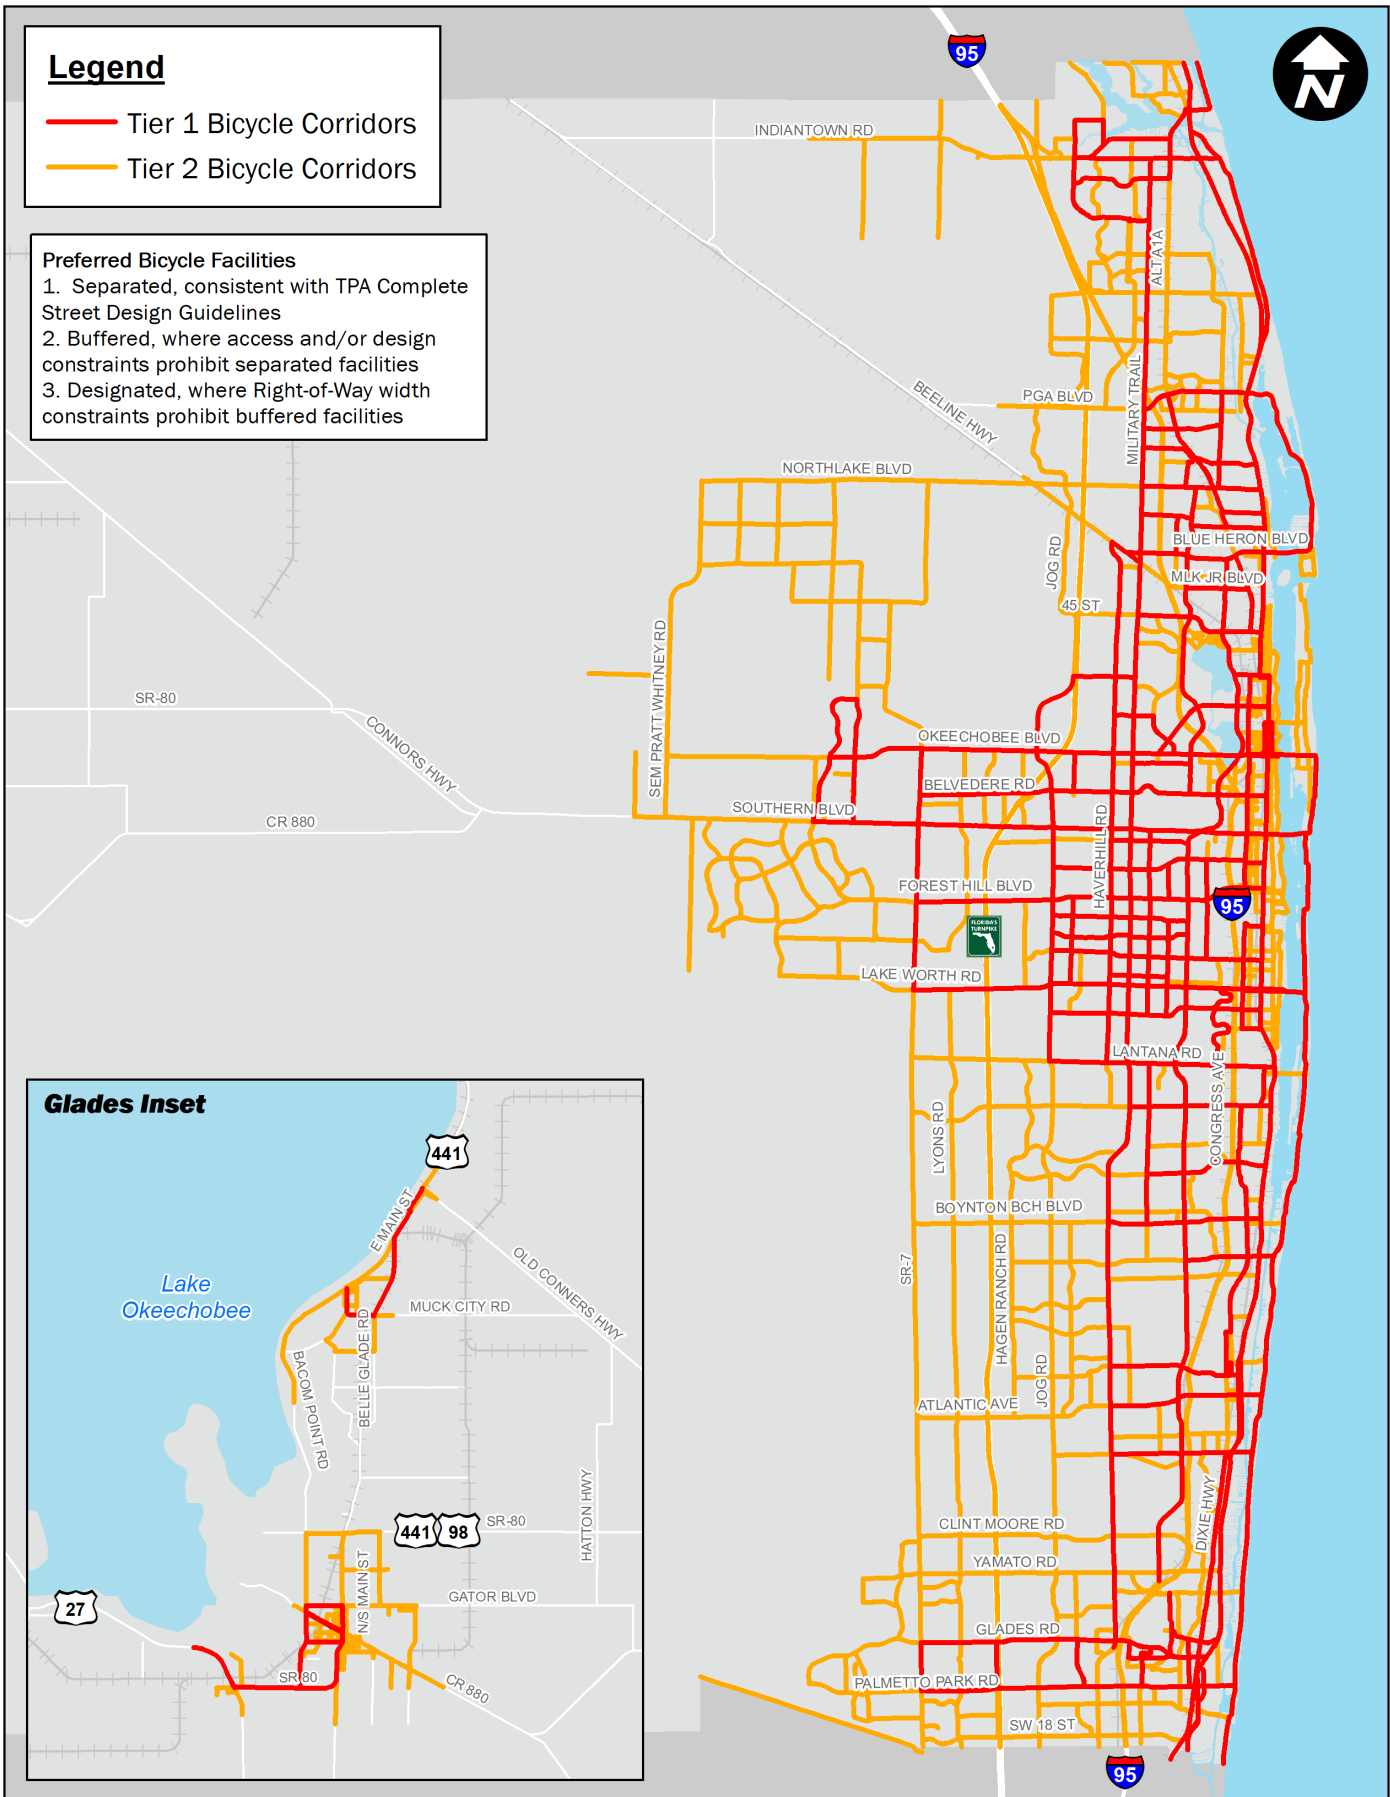 Legend
Tier 1 Bicycle Corridors
Tier 2 Bicycle Corridors
Preferred Bicycle Facilities
1. Separated, consistent with TPA Complete
Street Design Guidelines
2. Buffered, where access and/or design
constraints prohibit separated facilities
3. Designated, where Right-of-Way width
constraints prohibit buffered facilities
95
N
INDIANTOWN RD
ALT A1A
MILITARY TRAIL
PGA BLVD
BEELINE HWY
NORTHLAKE BLVD
BLUE HERON BLVD
JOG RD
MLK JR BLVD
45 ST
SEM PRATT WHITNEY RD
SR-80
CONNORS HWY
OKEECHOBEE BLVD
BELVEDERE RD
SOUTHERN BLVD
CR 880
HAVERHILL RD
FOREST HILL BLVD
95
FLORIDA'S
TURNPIKE
LAKE WORTH RD
LANTANA RD
CONGRESS AVE
LYONS RD
BOYNTON BCH BLVD
SR-7
HAGEN RANCH RD
JOG RD
ATLANTIC AVE
DIXIE HWY
CLINT MOORE RD
YAMATO RD
GLADES RD
PALMETTO PARK RD
SW 18 ST
95
Glades Inset
441
E MAIN ST
OLD CONNERS HWY
Lake
Okeechobee
MUCK CITY RD
BELLE GLADE RD
BACOM POINT RD
HATTON HWY
441
98
SR-80
N/S MAIN ST
GATOR BLVD
27
SR 80
CR 880